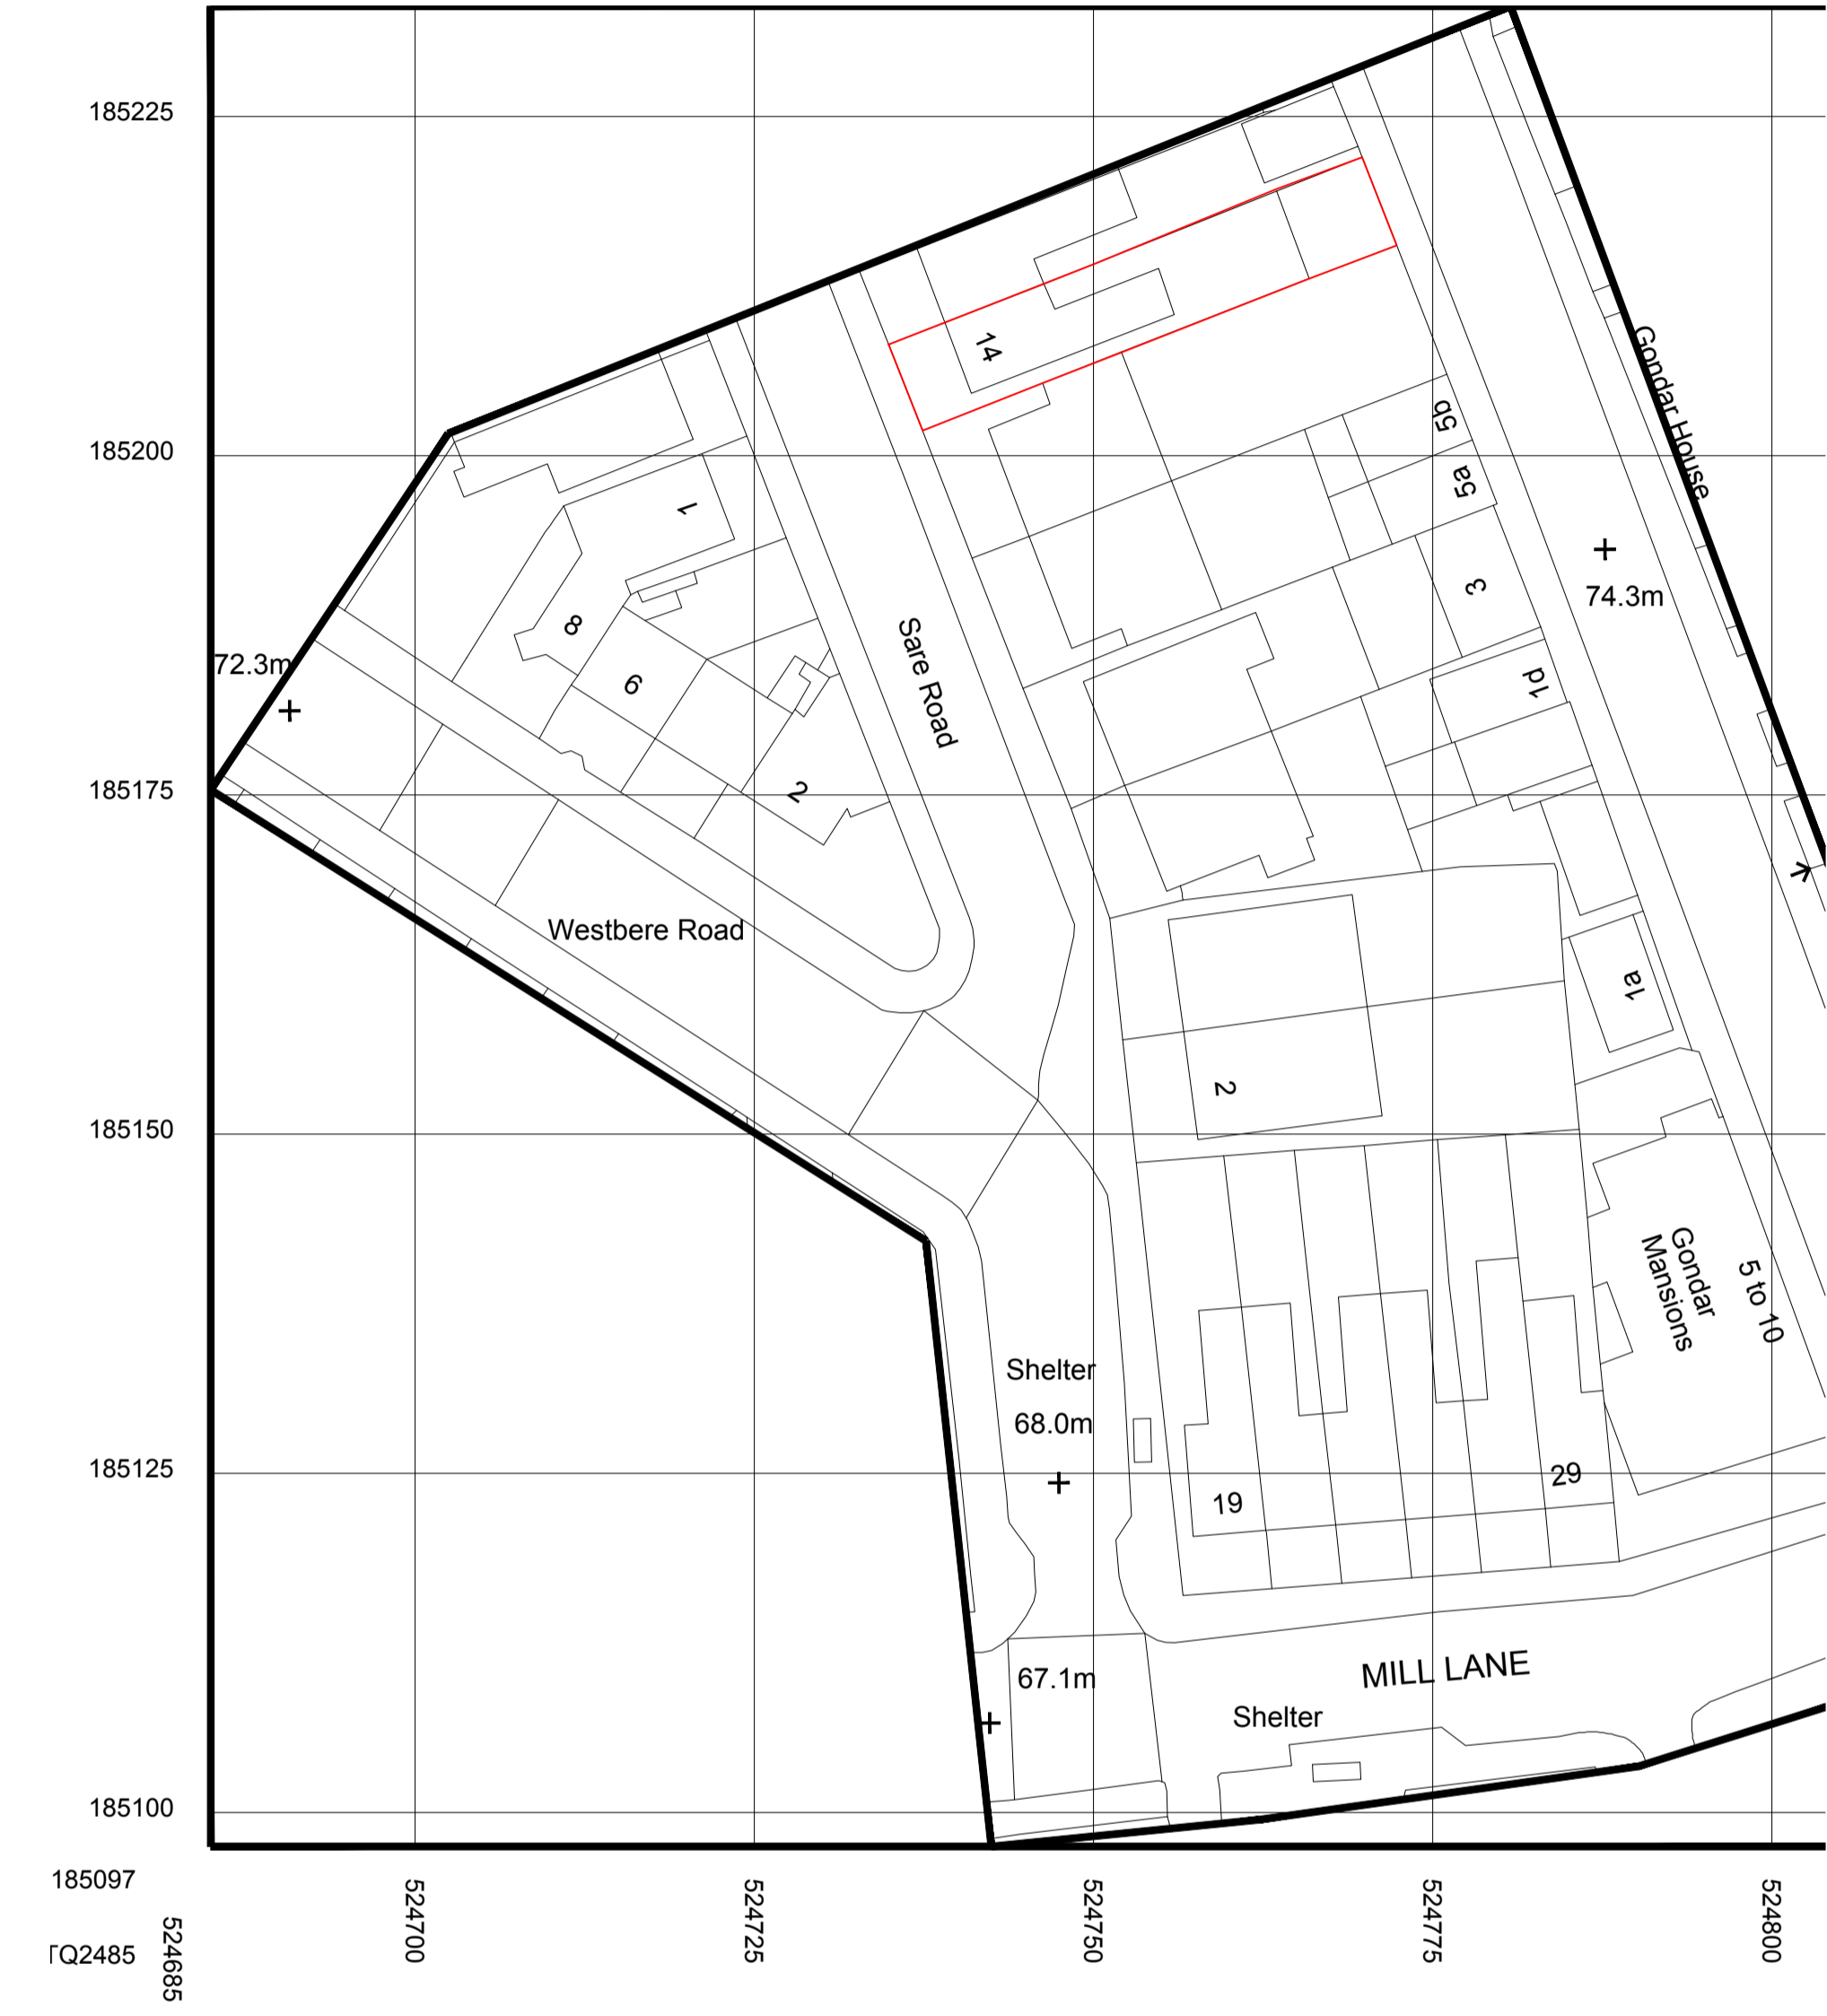 185225
14
Gondar House
5b
185200
5a
1
3
74.3m
8
Sare Road
72.3m
6
1d
185175
2
Westbere Road
1a
2
185150
Gondar
Mansions
5 to 10
Shelter
68.0m
185125
19
29
67.1m
MILL LANE
Shelter
185100
185097
524685
524700
524725
524750
524775
524800
TQ2485